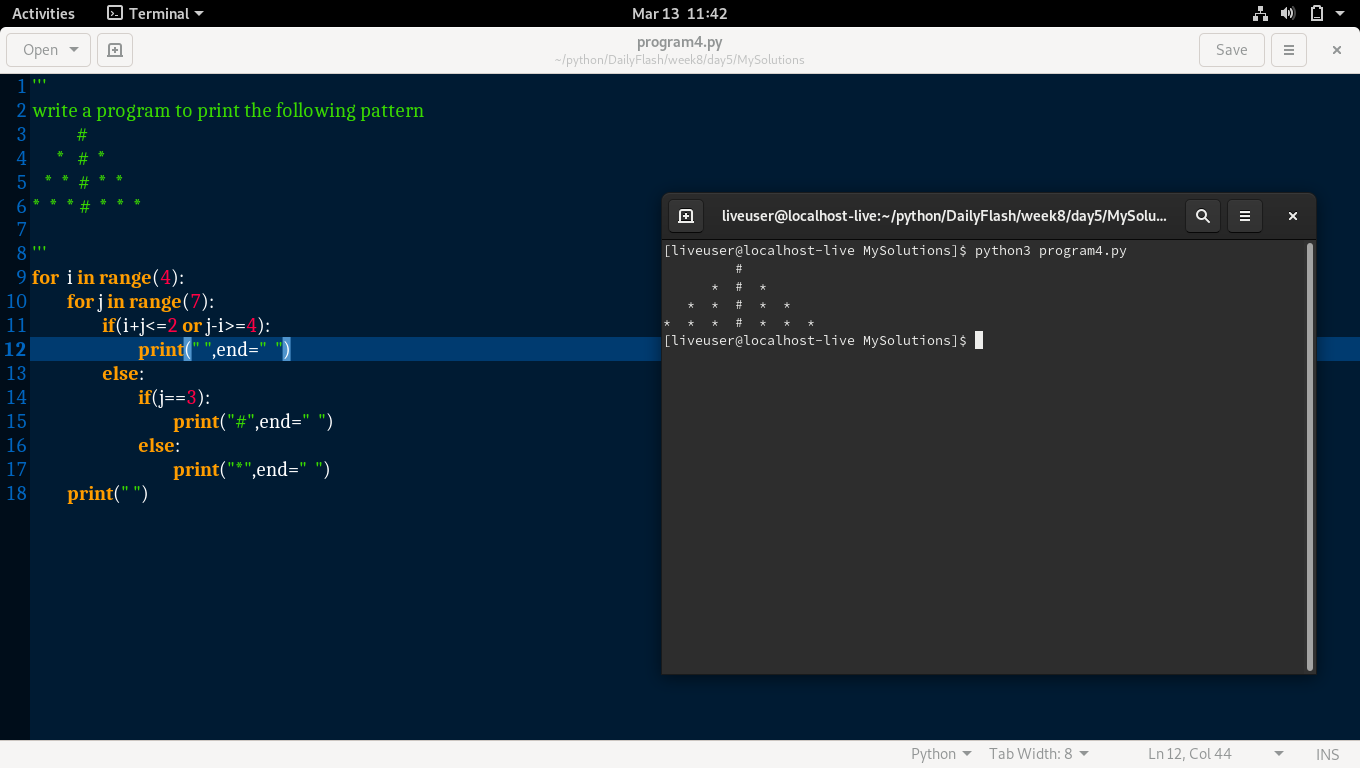 Activities Terminal Mar 13 11:42
Open program4.py Save
~/python/DailyFlash/week8/day5/MySolutions
1 '''
2 write a program to print the following pattern
3 #
4 * # *
5 * * # * *
6 * * * # * * *
7
8 '''
9 for i in range(4):
10 for j in range(7):
11 if(i+j<=2 or j-i>=4):
12 print(" ",end="  ")
13 else:
14 if(j==3):
15 print("#",end="  ")
16 else:
17 print("*",end="  ")
18 print(" ")
liveuser@localhost-live:~/python/DailyFlash/week8/day5/MySolu...
[liveuser@localhost-live MySolutions]$ python3 program4.py
#
* # *
* * # * *
* * * # * * *
[liveuser@localhost-live MySolutions]$
Python Tab Width: 8 Ln 12, Col 44 INS